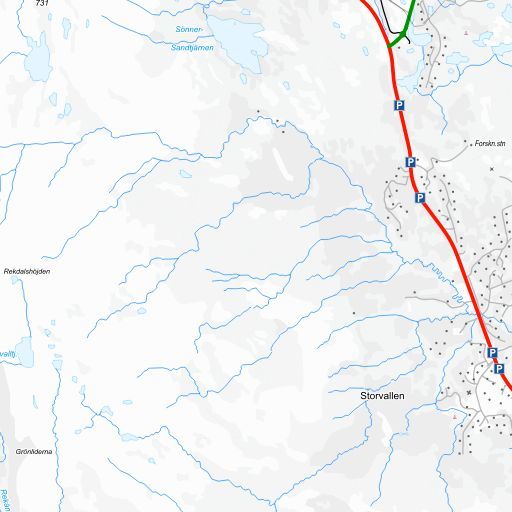 731
Sönner-
Sandtjärnen
P
Forskn.stn
P
P
Rekdalshöjden
P
P
Storvallen
Grönliderna